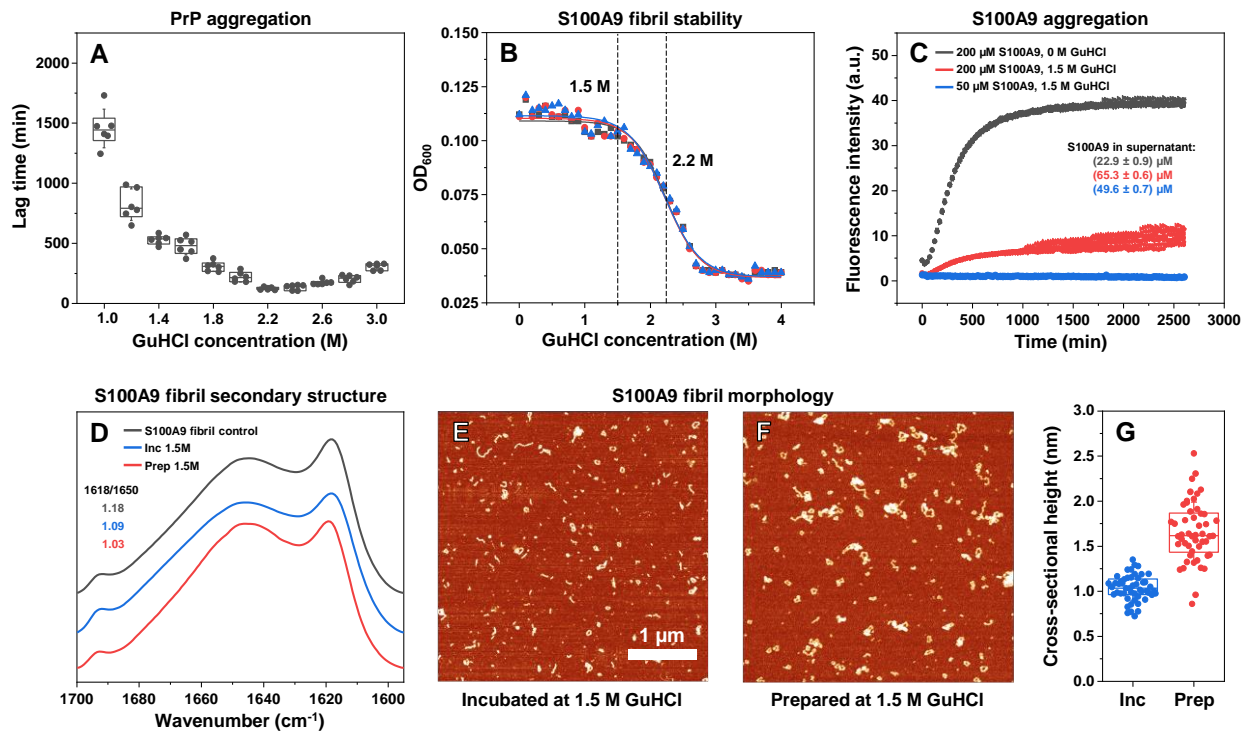 PrP aggregation
A
Lag time (min)
2000
1500
1000
500
0
1.0
1.4
1.8
2.2
2.6
3.0
GuHCl concentration (M)
S100A9 fibril stability
B
1.5 M
2.2 M
OD600
0.150
0.125
0.100
0.075
0.050
0.025
0
1
2
3
4
GuHCl concentration (M)
S100A9 aggregation
C
200 µM S100A9, 0 M GuHCl
200 µM S100A9, 1.5 M GuHCl
50 µM S100A9, 1.5 M GuHCl
S100A9 in supernatant:
(22.9 ± 0.9) µM
(65.3 ± 0.6) µM
(49.6 ± 0.7) µM
Fluorescence intensity (a.u.)
50
40
30
20
10
0
0
500
1000
1500
2000
2500
3000
Time (min)
S100A9 fibril secondary structure
D
S100A9 fibril control
Inc 1.5M
Prep 1.5M
1618/1650
1.18
1.09
1.03
1700
1680
1660
1640
1620
1600
Wavenumber (cm-1)
S100A9 fibril morphology
E
1 µm
Incubated at 1.5 M GuHCl
F
Prepared at 1.5 M GuHCl
G
Cross-sectional height (nm)
3.0
2.5
2.0
1.5
1.0
0.5
0.0
Inc
Prep